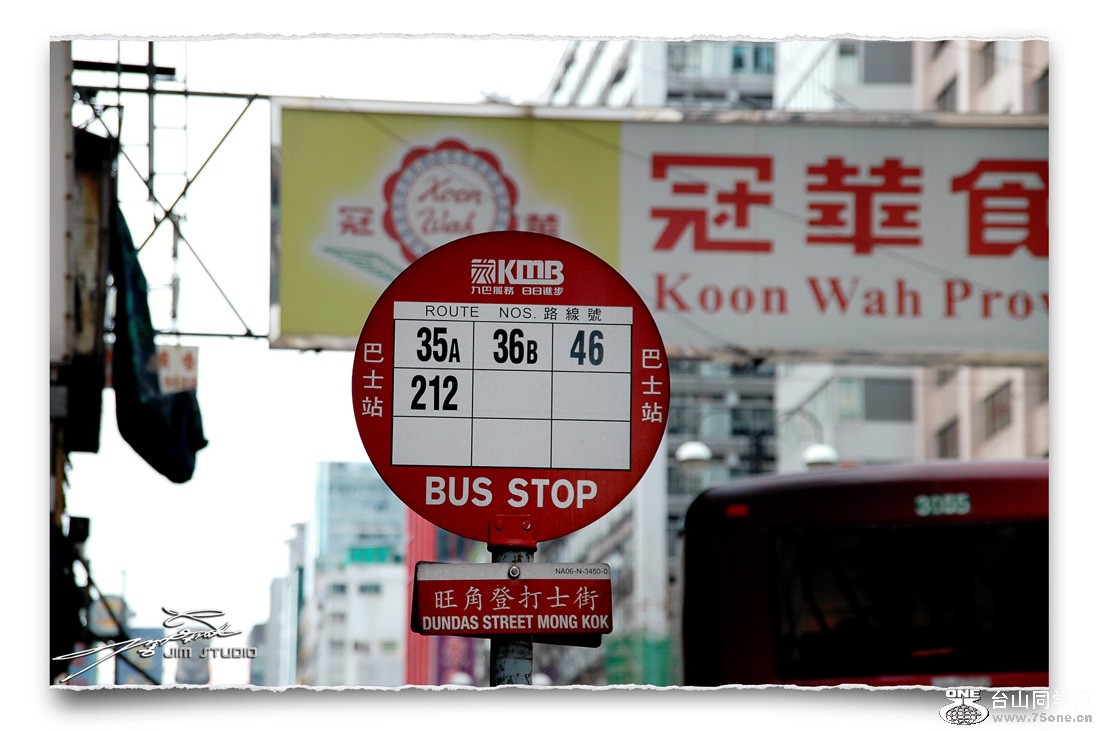 Koon
Wah
冠 華
冠華食
Koon Wah Prov
KMB
九巴服務 日日進步
ROUTE NOS. 路線號
35A 36B 46
212
巴士站
巴士站
BUS STOP
3055
NA06-N-3450-0
旺角登打士街
DUNDAS STREET MONG KOK
JIM STUDIO
ONE 台山同学
www.75one.cn